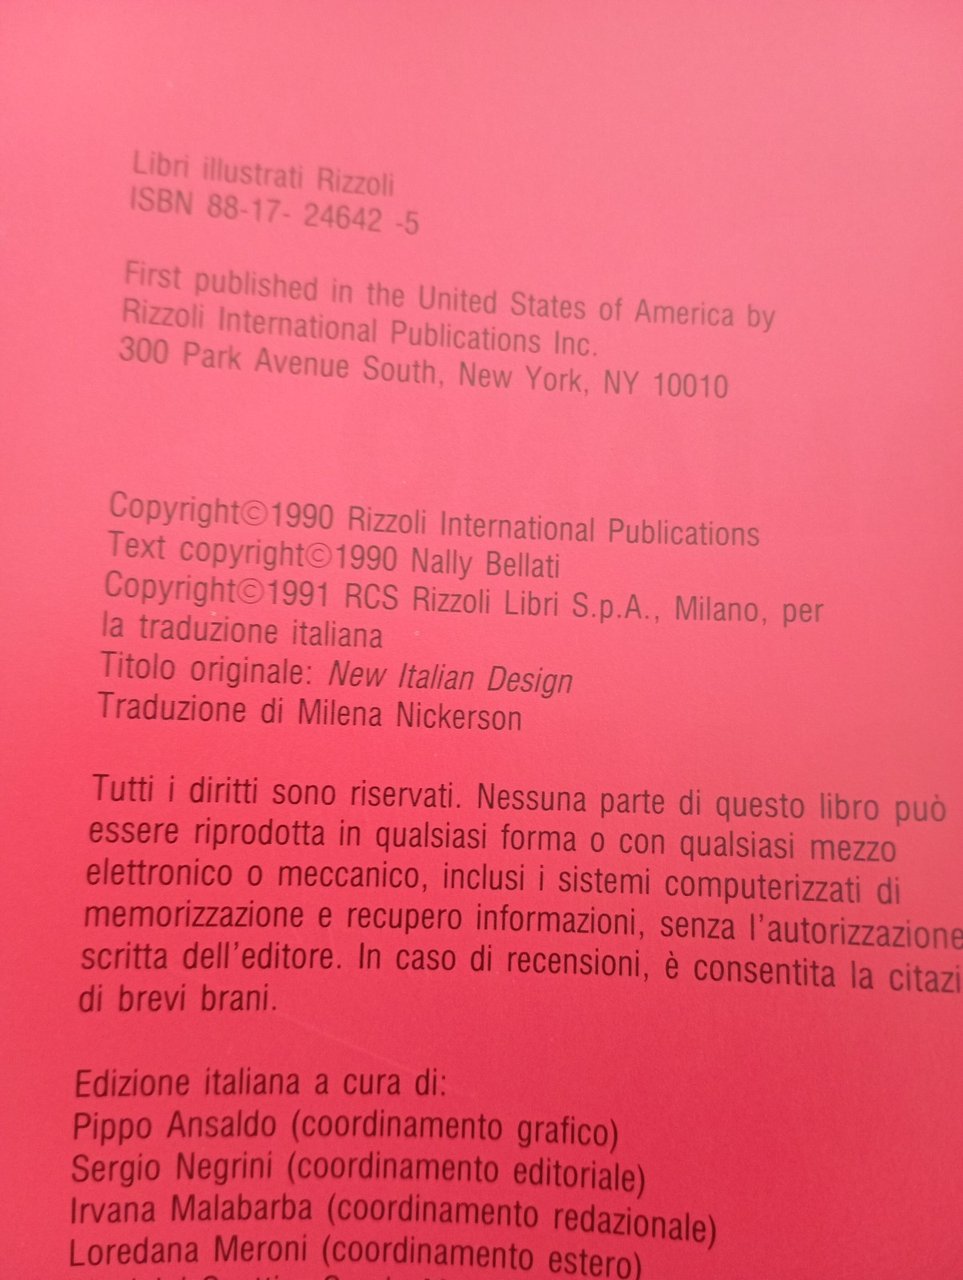 Libri illustrati Rizzoli
ISBN 88-17- 24642 -5
First published in the United States of America by
Rizzoli International Publications Inc.
300 Park Avenue South, New York, NY 10010
Copyright©1990 Rizzoli International Publications
Text copyright©1990 Nally Bellati
Copyright©1991 RCS Rizzoli Libri S.p.A., Milano, per
la traduzione italiana
Titolo originale: New Italian Design
Traduzione di Milena Nickerson
Tutti i diritti sono riservati. Nessuna parte di questo libro può
essere riprodotta in qualsiasi forma o con qualsiasi mezzo
elettronico o meccanico, inclusi i sistemi computerizzati di
memorizzazione e recupero informazioni, senza l'autorizzazione
scritta dell'editore. In caso di recensioni, è consentita la citazi
di brevi brani.
Edizione italiana a cura di:
Pippo Ansaldo (coordinamento grafico)
Sergio Negrini (coordinamento editoriale)
Irvana Malabarba (coordinamento redazionale)
Loredana Meroni (coordinamento estero)